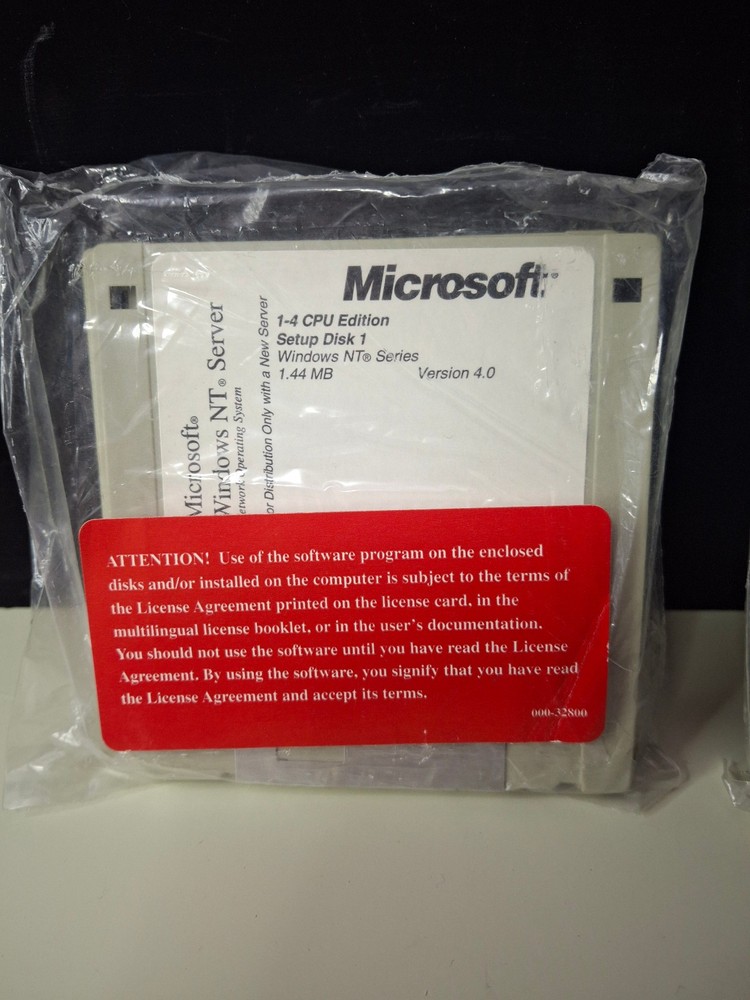 Microsoft®
1-4 CPU Edition
Setup Disk 1
Windows NT® Series
1.44 MB Version 4.0
Microsoft®
Windows NT® Server
Operating System
or Distribution Only with a New Server
ATTENTION! Use of the software program on the enclosed
disks and/or installed on the computer is subject to the terms of
the License Agreement printed on the license card, in the
multilingual license booklet, or in the user's documentation.
You should not use the software until you have read the License
Agreement. By using the software, you signify that you have read
the License Agreement and accept its terms.
000-32800